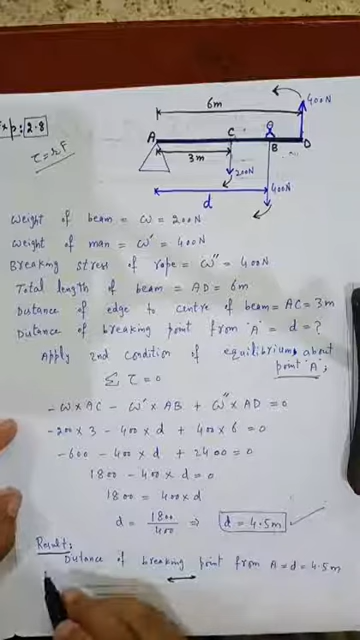 Exp: 2.8
τ = rF
6m
400N
A
C
B
D
3m
200N
d
400N
Weight of beam = ω = 200N
Weight of man = ω' = 400N
Breaking stress of rope = ω'' = 400N
Total length of beam = AD = 6m
Distance of edge to centre of beam = AC = 3m
Distance of breaking point from 'A' = d = ?
Apply 2nd condition of equilibrium about
point 'A';
Σ τ = 0
- ω × AC - ω' × AB + ω'' × AD = 0
- 200 × 3 - 400 × d + 400 × 6 = 0
- 600 - 400 × d + 2400 = 0
1800 - 400 × d = 0
1800 = 400 × d
d = 1800/400 ⇒ d = 4.5m
Result:
Distance of breaking point from A = d = 4.5m